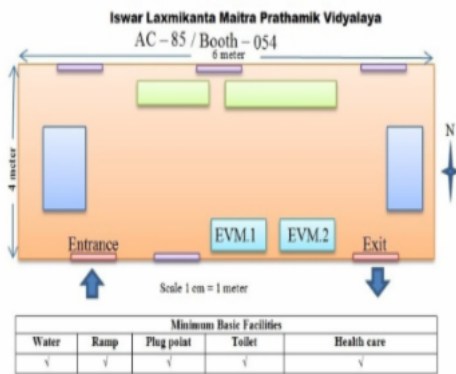 Iswar Laxmikanta Maitra Prathamik Vidyalaya
AC – 85 / Booth – 054
6 meter
4 meter
N
EVM.1 EVM.2
Entrance Exit
Scale 1 cm = 1 meter
Minimum Basic Facilities
Water Ramp Plug point Toilet Health care
√ √ √ √ √